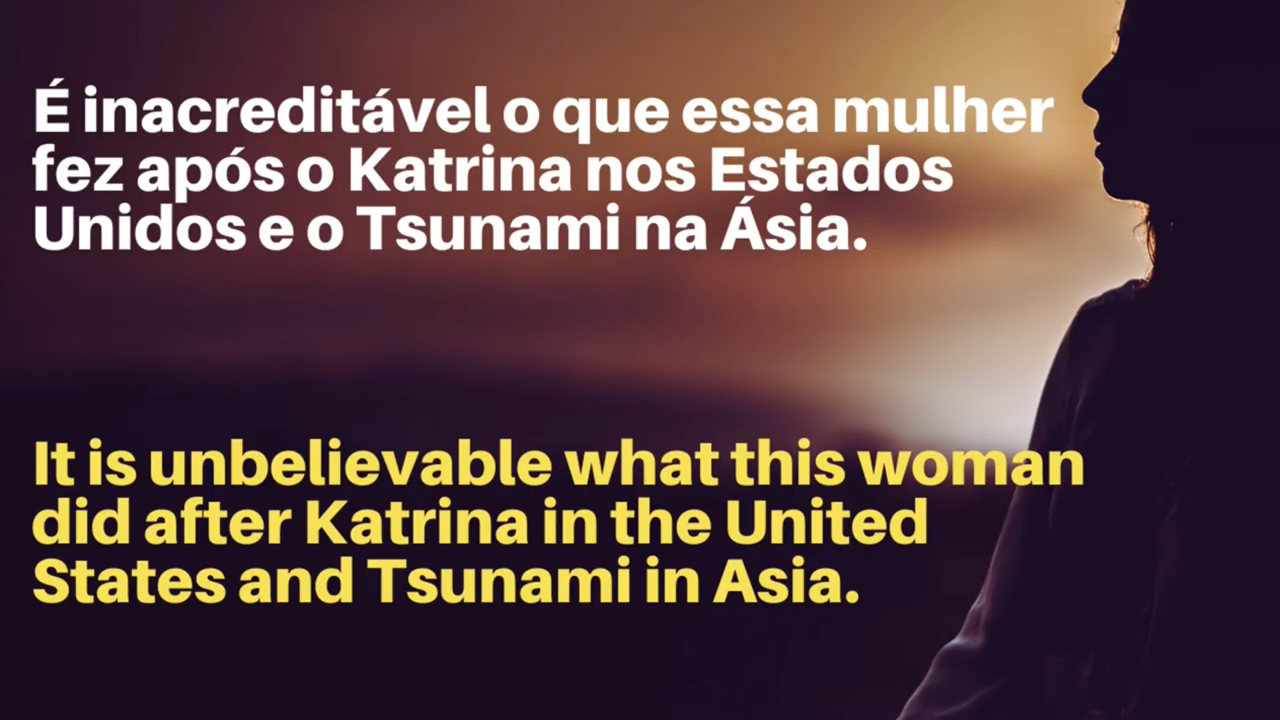 É inacreditável o que essa mulher
fez após o Katrina nos Estados
Unidos e o Tsunami na Ásia.
It is unbelievable what this woman
did after Katrina in the United
States and Tsunami in Asia.